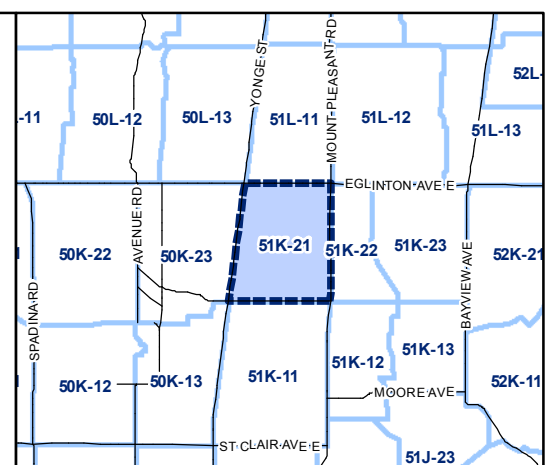 YONGE ST
MOUNT PLEASANT RD
52L-
-11
50L-12
50L-13
51L-11
51L-12
51L-13
EGLINTON AVE E
AVENUE RD
50K-22
50K-23
51K-21
51K-22
51K-23
52K-21
SPADINA RD
BAYVIEW AVE
50K-12
50K-13
51K-11
51K-12
51K-13
52K-11
MOORE AVE
ST CLAIR AVE E
51J-23